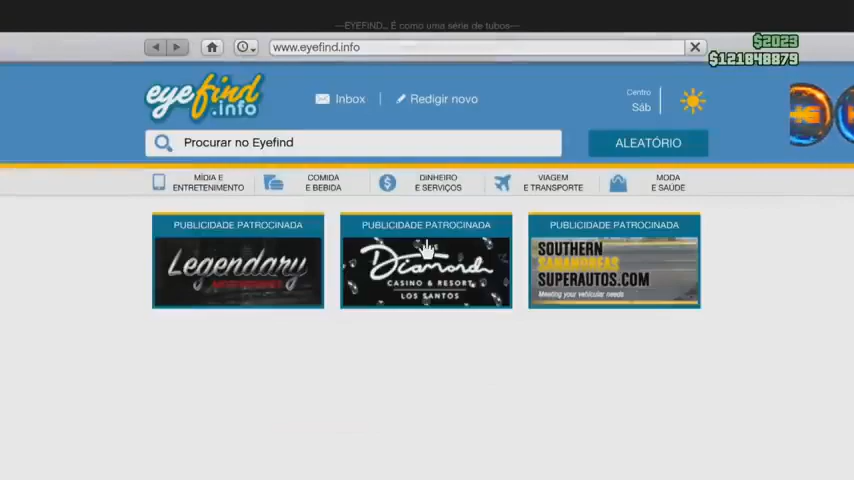 —EYEFIND... É como uma série de tubos—
www.eyefind.info
$2023
$121848879
eyefind
.info
Inbox
Redigir novo
Centro
Sáb
Procurar no Eyefind
ALEATÓRIO
MÍDIA E
ENTRETENIMENTO
COMIDA
E BEBIDA
DINHEIRO
E SERVIÇOS
VIAGEM
E TRANSPORTE
MODA
E SAÚDE
PUBLICIDADE PATROCINADA
Legendary
PUBLICIDADE PATROCINADA
Diamond
CASINO & RESORT
LOS SANTOS
PUBLICIDADE PATROCINADA
SOUTHERN
SANANDREAS
SUPERAUTOS.COM
Meeting your vehicular needs